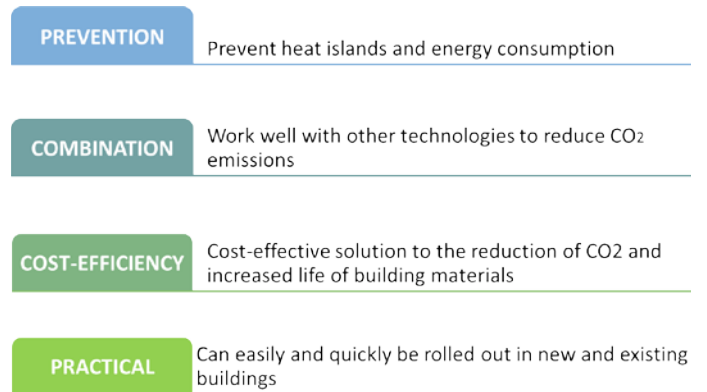 PREVENTION
Prevent heat islands and energy consumption
COMBINATION
Work well with other technologies to reduce CO2
emissions
COST-EFFICIENCY
Cost-effective solution to the reduction of CO2 and
increased life of building materials
PRACTICAL
Can easily and quickly be rolled out in new and existing
buildings